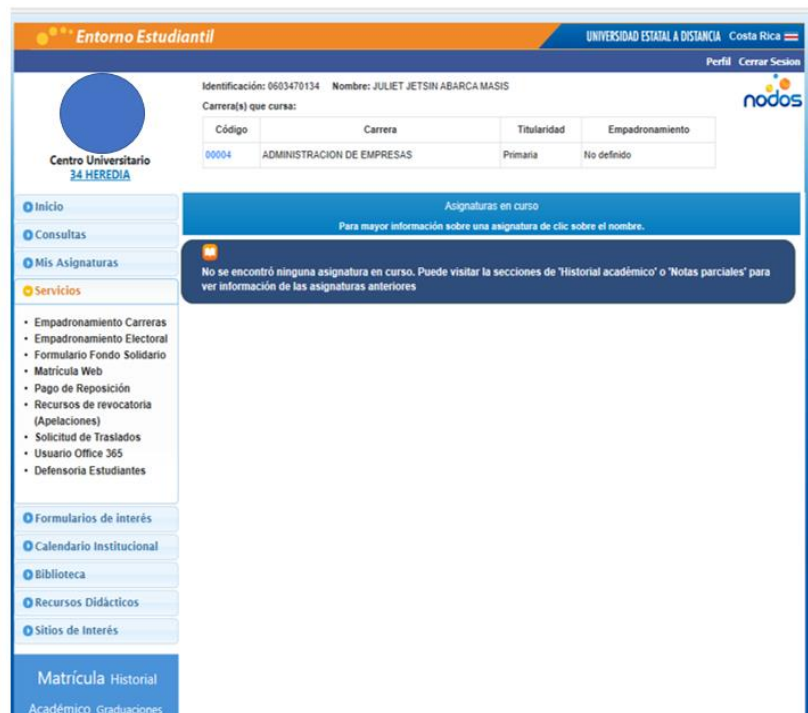 Entorno Estudiantil
UNIVERSIDAD ESTATAL A DISTANCIA Costa Rica
Perfil Cerrar Sesion
Identificación: 0603470134 Nombre: JULIET JETSIN ABARCA MASIS
Carrera(s) que cursa:
nodos
Código Carrera Titularidad Empadronamiento
00004 ADMINISTRACION DE EMPRESAS Primaria No definido
Centro Universitario
34 HEREDIA
Inicio
Consultas
Mis Asignaturas
Servicios
Empadronamiento Carreras
Empadronamiento Electoral
Formulario Fondo Solidario
Matrícula Web
Pago de Reposición
Recursos de revocatoria
(Apelaciones)
Solicitud de Traslados
Usuario Office 365
Defensoria Estudiantes
Formularios de interés
Calendario Institucional
Biblioteca
Recursos Didácticos
Sitios de Interés
Matrícula Historial
Académico Graduaciones
Asignaturas en curso
Para mayor información sobre una asignatura de clic sobre el nombre.
No se encontró ninguna asignatura en curso. Puede visitar la secciones de 'Historial académico' o 'Notas parciales' para
ver información de las asignaturas anteriores